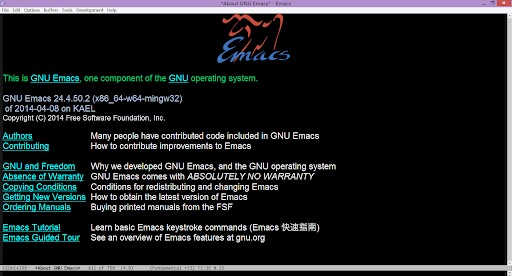 *About GNU Emacs* - Emacs
File Edit Options Buffers Tools Development Help
Emacs
This is GNU Emacs, one component of the GNU operating system.
GNU Emacs 24.4.50.2 (x86_64-w64-mingw32)
of 2014-04-08 on KAEL
Copyright (C) 2014 Free Software Foundation, Inc.
Authors Many people have contributed code included in GNU Emacs
Contributing How to contribute improvements to Emacs
GNU and Freedom Why we developed GNU Emacs, and the GNU operating system
Absence of Warranty GNU Emacs comes with ABSOLUTELY NO WARRANTY
Copying Conditions Conditions for redistributing and changing Emacs
Getting New Versions How to obtain the latest version of Emacs
Ordering Manuals Buying printed manuals from the FSF
Emacs Tutorial Learn basic Emacs keystroke commands (Emacs 快速指南)
Emacs Guided Tour See an overview of Emacs features at gnu.org
*About GNU Emacs* All of 758 (4,0) (Fundamental